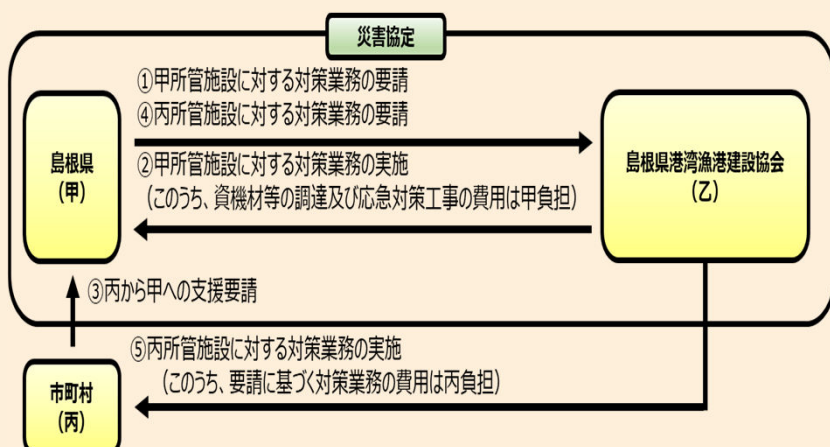 災害協定
①甲所管施設に対する対策業務の要請
④丙所管施設に対する対策業務の要請
島根県
(甲)
②甲所管施設に対する対策業務の実施
(このうち、資機材等の調達及び応急対策工事の費用は甲負担)
島根県港湾漁港建設協会
(乙)
③丙から甲への支援要請
⑤丙所管施設に対する対策業務の実施
(このうち、要請に基づく対策業務の費用は丙負担)
市町村
(丙)